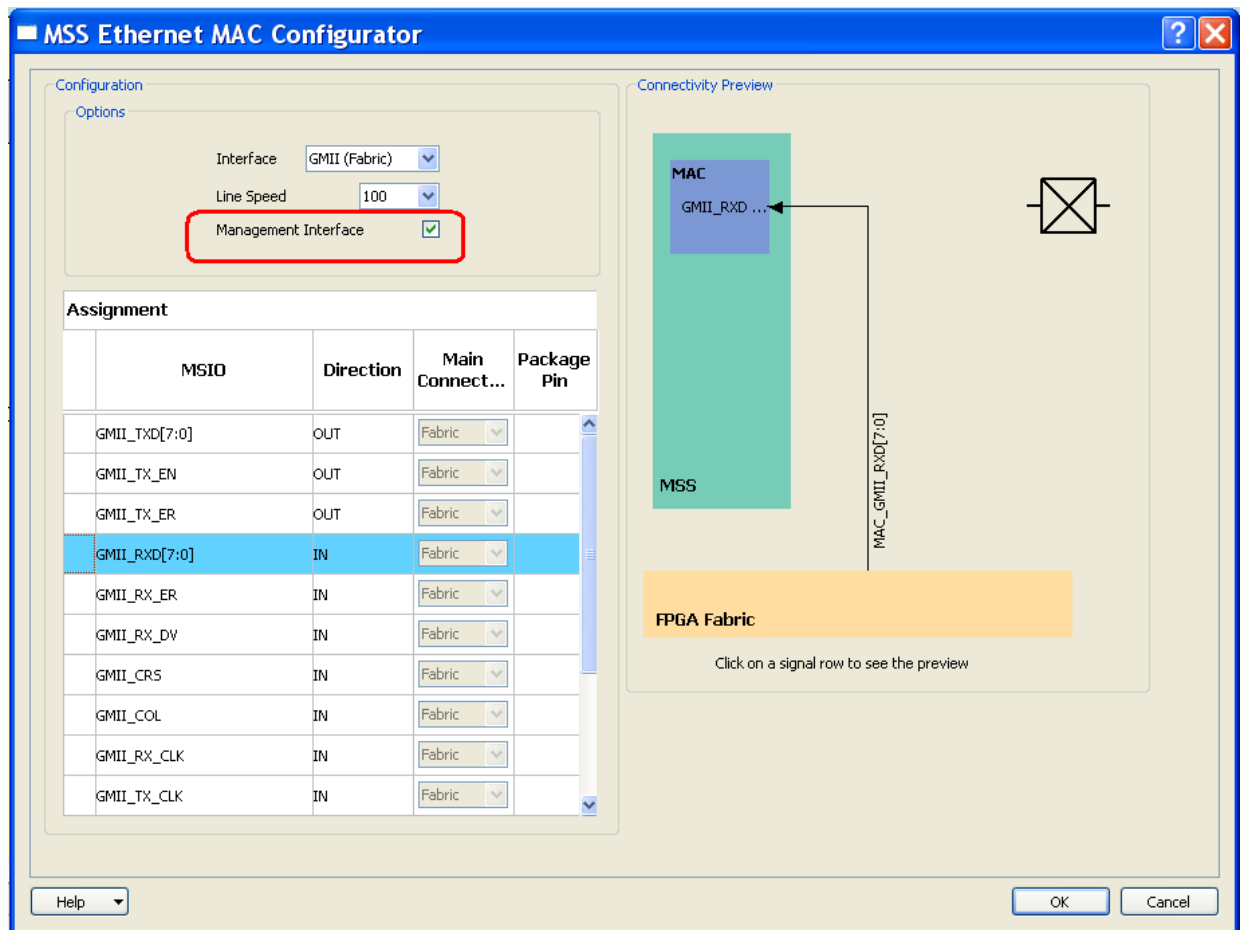 MSS Ethernet MAC Configurator
?
Configuration
Options
Interface GMII (Fabric)
Line Speed 100
Management Interface
Assignment
MSIO Direction Main Connect... Package Pin
GMII_TXD[7:0] OUT Fabric
GMII_TX_EN OUT Fabric
GMII_TX_ER OUT Fabric
GMII_RXD[7:0] IN Fabric
GMII_RX_ER IN Fabric
GMII_RX_DV IN Fabric
GMII_CRS IN Fabric
GMII_COL IN Fabric
GMII_RX_CLK IN Fabric
GMII_TX_CLK IN Fabric
Connectivity Preview
MAC
GMII_RXD ...
MAC_GMII_RXD[7:0]
MSS
FPGA Fabric
Click on a signal row to see the preview
Help
OK
Cancel